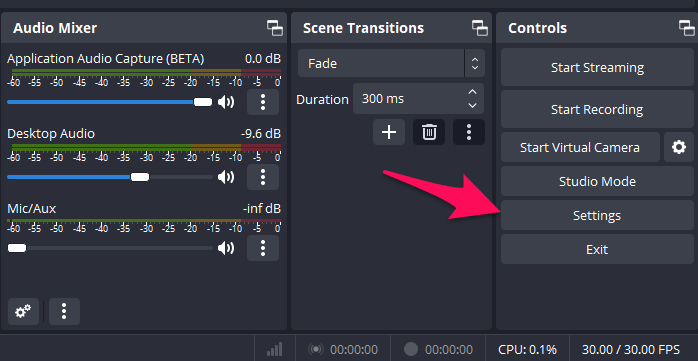 Audio Mixer
Application Audio Capture (BETA) 0.0 dB
-60 -55 -50 -45 -40 -35 -30 -25 -20 -15 -10 -5 0
Desktop Audio -9.6 dB
-60 -55 -50 -45 -40 -35 -30 -25 -20 -15 -10 -5 0
Mic/Aux -inf dB
-60 -55 -50 -45 -40 -35 -30 -25 -20 -15 -10 -5 0
Scene Transitions
Fade
Duration 300 ms
Controls
Start Streaming
Start Recording
Start Virtual Camera
Studio Mode
Settings
Exit
00:00:00 00:00:00 CPU: 0.1% 30.00 / 30.00 FPS